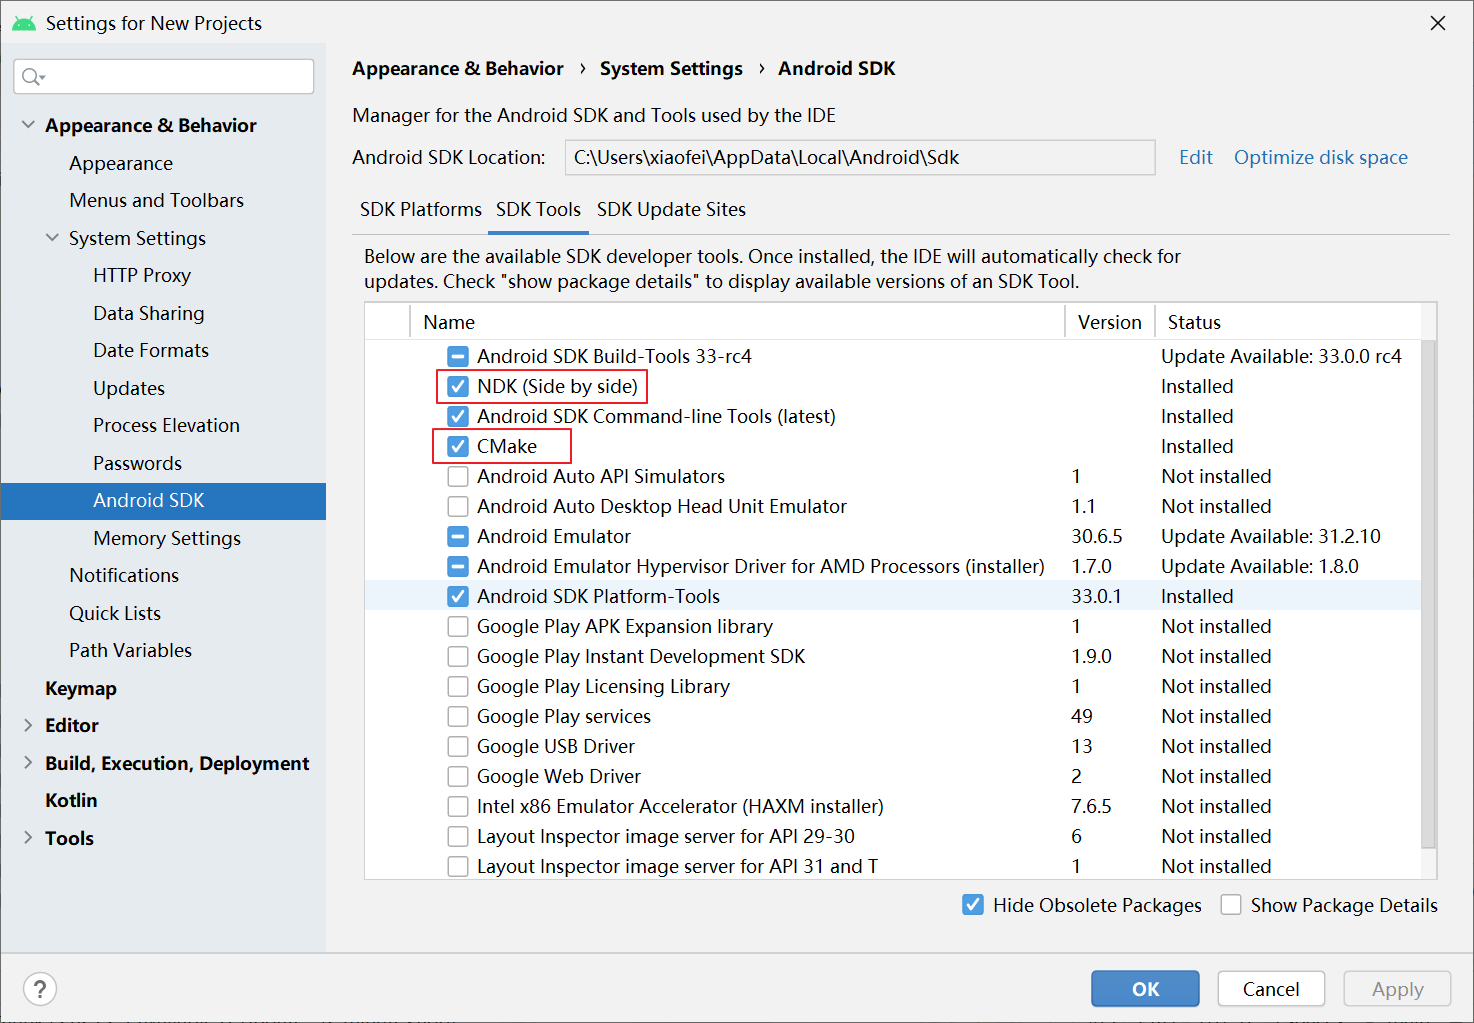 Settings for New Projects
Appearance & Behavior
Appearance
Menus and Toolbars
System Settings
HTTP Proxy
Data Sharing
Date Formats
Updates
Process Elevation
Passwords
Android SDK
Memory Settings
Notifications
Quick Lists
Path Variables
Keymap
Editor
Build, Execution, Deployment
Kotlin
Tools
Appearance & Behavior › System Settings › Android SDK
Manager for the Android SDK and Tools used by the IDE
Android SDK Location: C:\Users\xiaofei\AppData\Local\Android\Sdk Edit Optimize disk space
SDK Platforms SDK Tools SDK Update Sites
Below are the available SDK developer tools. Once installed, the IDE will automatically check for
updates. Check "show package details" to display available versions of an SDK Tool.
Name Version Status
Android SDK Build-Tools 33-rc4 Update Available: 33.0.0 rc4
NDK (Side by side) Installed
Android SDK Command-line Tools (latest) Installed
CMake Installed
Android Auto API Simulators 1 Not installed
Android Auto Desktop Head Unit Emulator 1.1 Not installed
Android Emulator 30.6.5 Update Available: 31.2.10
Android Emulator Hypervisor Driver for AMD Processors (installer) 1.7.0 Update Available: 1.8.0
Android SDK Platform-Tools 33.0.1 Installed
Google Play APK Expansion library 1 Not installed
Google Play Instant Development SDK 1.9.0 Not installed
Google Play Licensing Library 1 Not installed
Google Play services 49 Not installed
Google USB Driver 13 Not installed
Google Web Driver 2 Not installed
Intel x86 Emulator Accelerator (HAXM installer) 7.6.5 Not installed
Layout Inspector image server for API 29-30 6 Not installed
Layout Inspector image server for API 31 and T 1 Not installed
Hide Obsolete Packages Show Package Details
? OK Cancel Apply